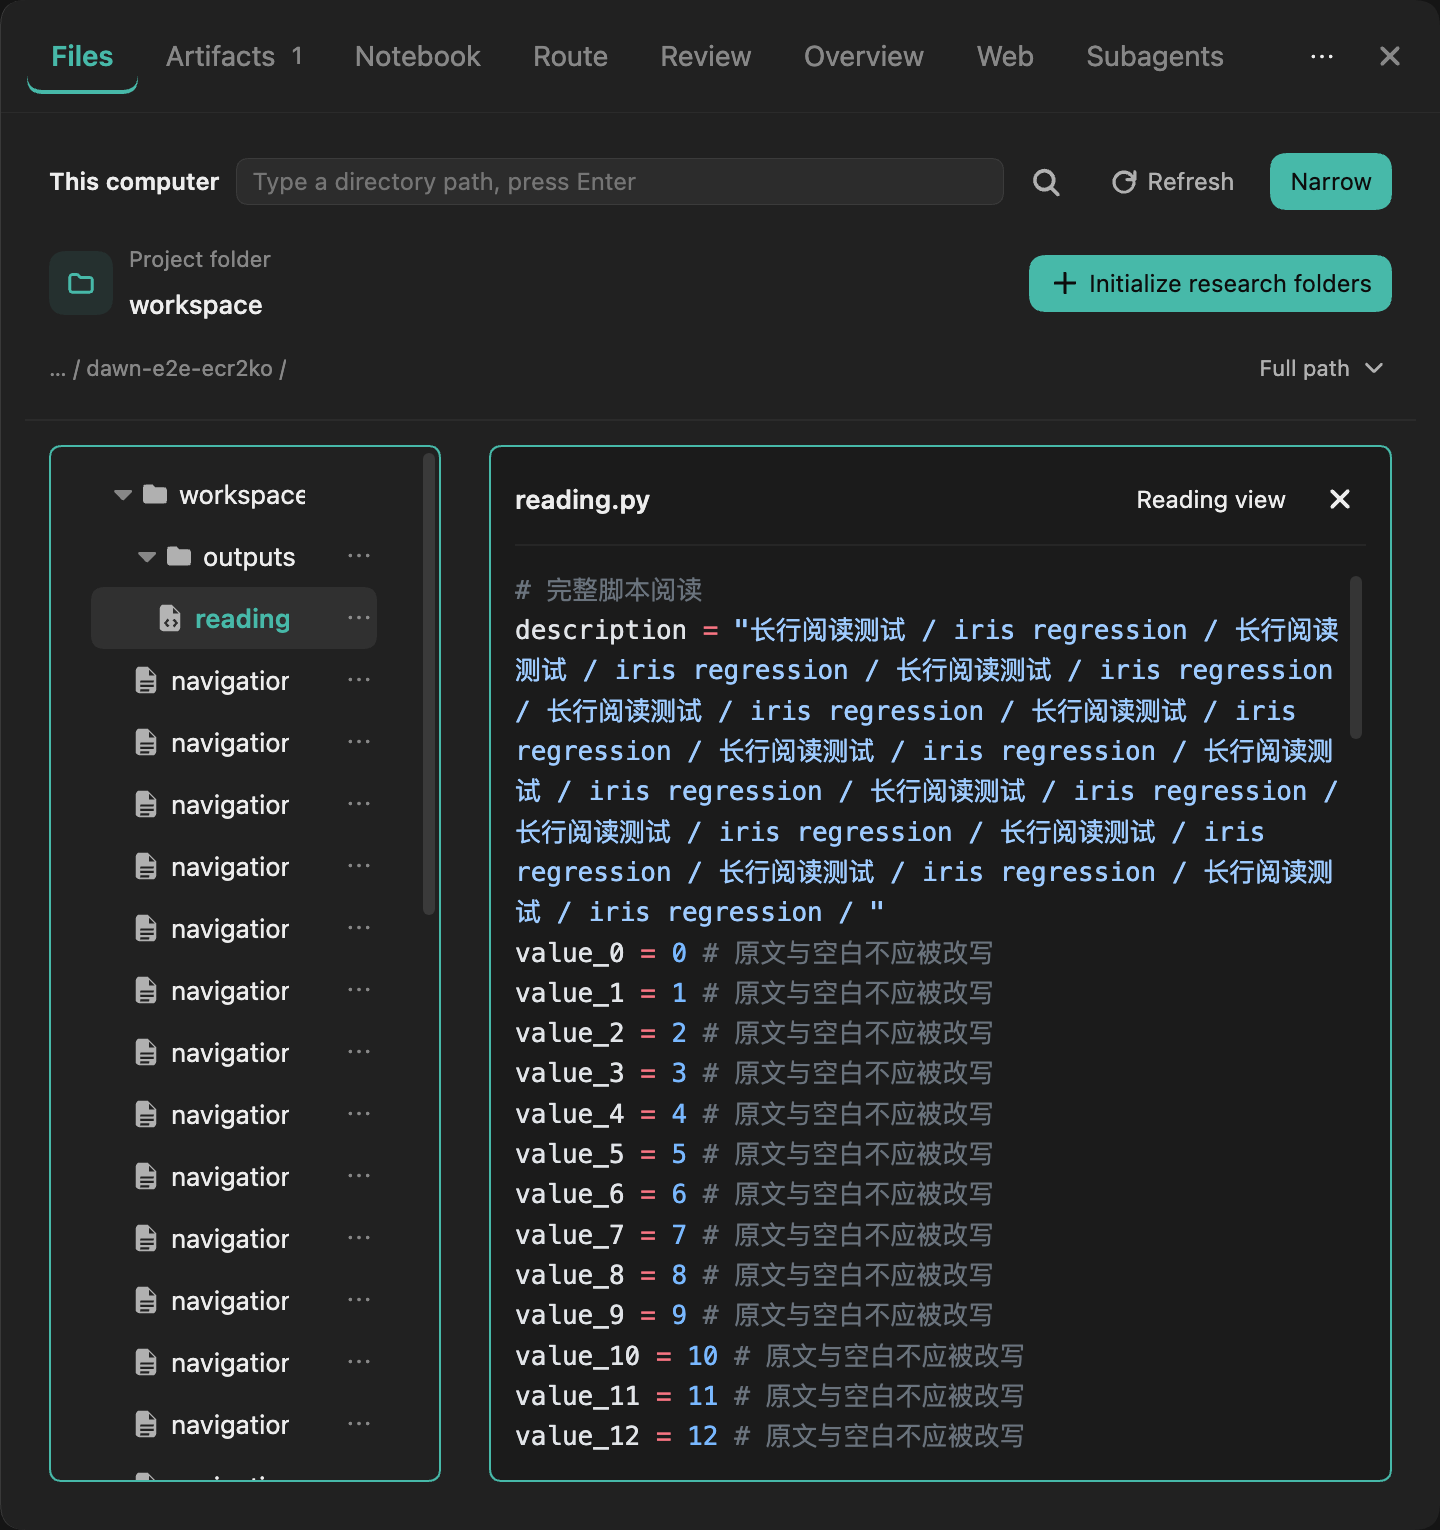 Files Artifacts 1 Notebook Route Review Overview Web Subagents ...
This computer Type a directory path, press Enter Refresh Narrow
Project folder
workspace
Initialize research folders
... / dawn-e2e-ecr2ko /
Full path
workspace
outputs
reading
navigation
navigation
navigation
navigation
navigation
navigation
navigation
navigation
navigation
navigation
navigation
navigation
navigation
reading.py
Reading view
# 完整脚本阅读
description = "长行阅读测试 / iris regression / 长行阅读
测试 / iris regression / 长行阅读测试 / iris regression
/ 长行阅读测试 / iris regression / 长行阅读测试 / iris
regression / 长行阅读测试 / iris regression / 长行阅读测
试 / iris regression / 长行阅读测试 / iris regression /
长行阅读测试 / iris regression / 长行阅读测试 / iris
regression / 长行阅读测试 / iris regression / 长行阅读测
试 / iris regression / "
value_0 = 0 # 原文与空白不应被改写
value_1 = 1 # 原文与空白不应被改写
value_2 = 2 # 原文与空白不应被改写
value_3 = 3 # 原文与空白不应被改写
value_4 = 4 # 原文与空白不应被改写
value_5 = 5 # 原文与空白不应被改写
value_6 = 6 # 原文与空白不应被改写
value_7 = 7 # 原文与空白不应被改写
value_8 = 8 # 原文与空白不应被改写
value_9 = 9 # 原文与空白不应被改写
value_10 = 10 # 原文与空白不应被改写
value_11 = 11 # 原文与空白不应被改写
value_12 = 12 # 原文与空白不应被改写